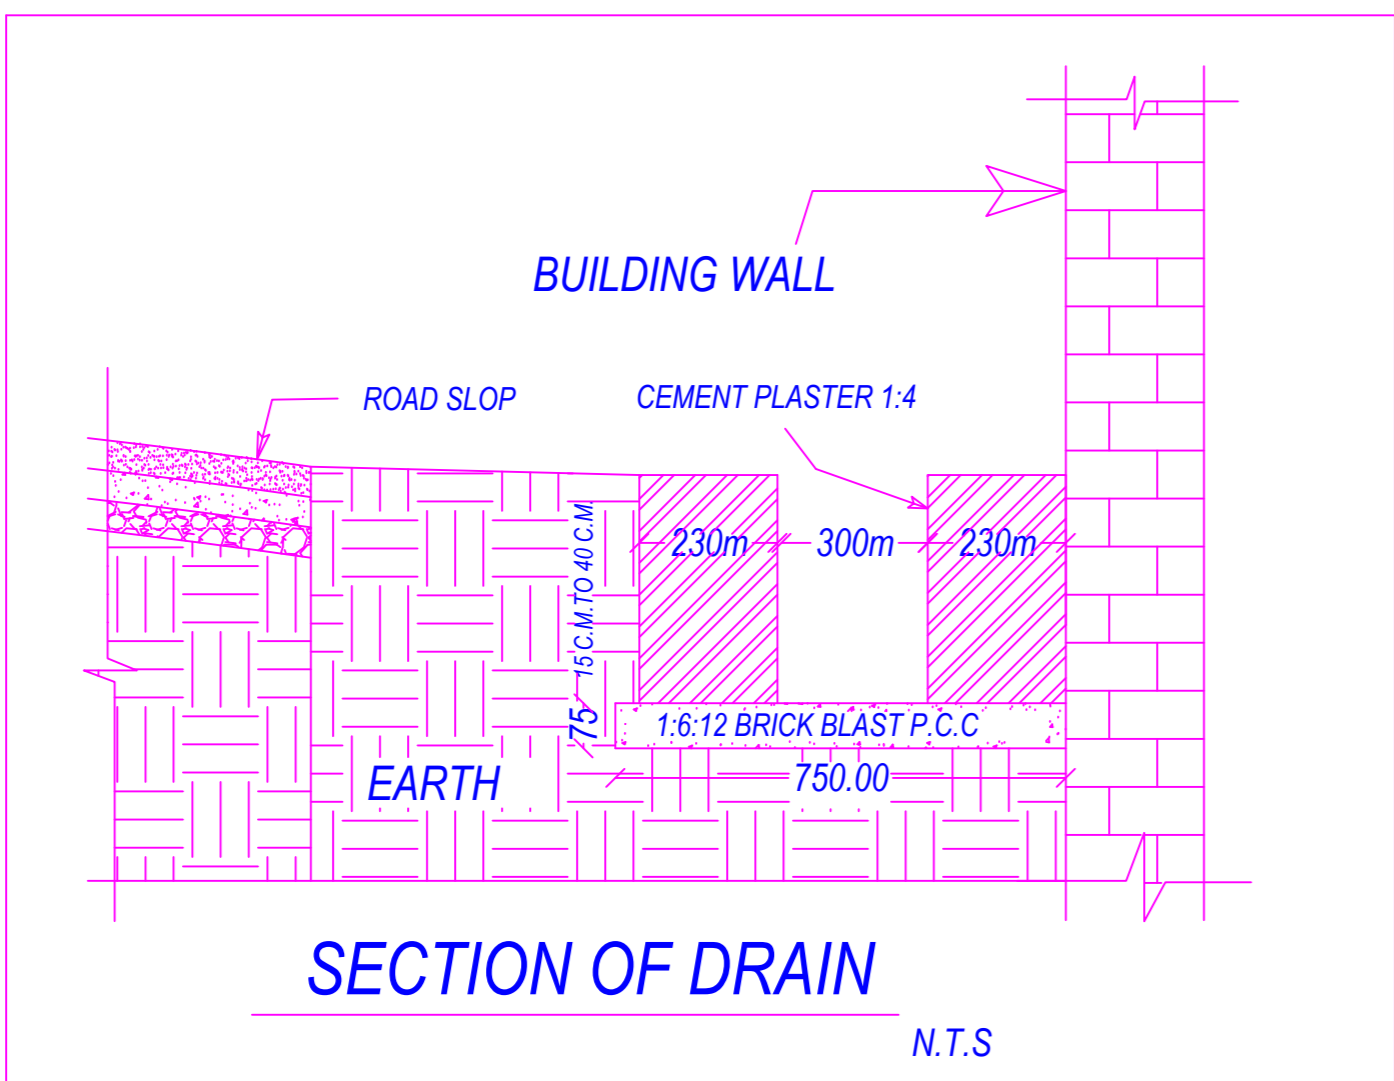 BUILDING WALL
ROAD SLOP
CEMENT PLASTER 1:4
230m
300m
230m
15 C.M.TO 40 C.M.
75
1:6:12 BRICK BLAST P.C.C
EARTH
750.00
SECTION OF DRAIN
N.T.S